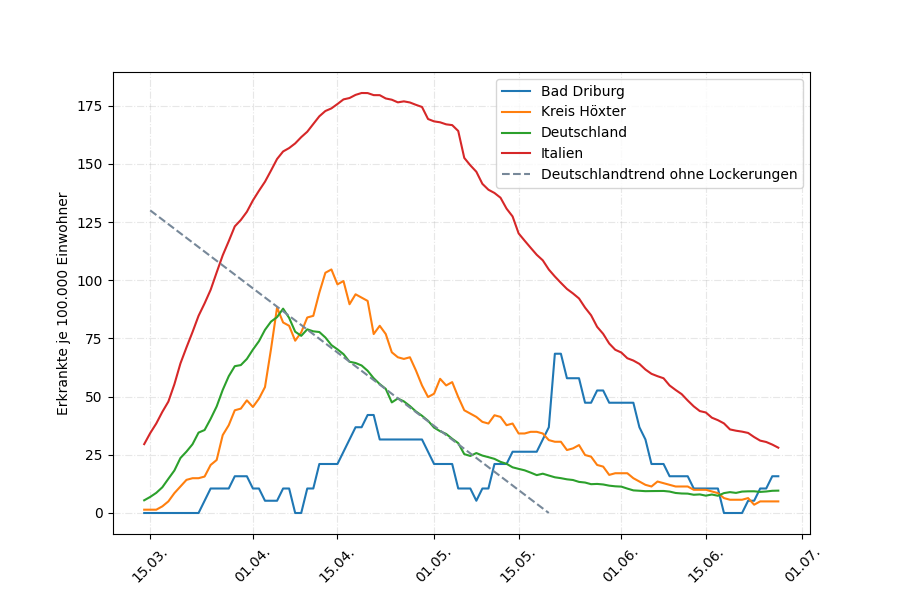 Erkrankte je 100.000 Einwohner
175
150
125
100
75
50
25
0
Bad Driburg
Kreis Höxter
Deutschland
Italien
Deutschlandtrend ohne Lockerungen
15.03.
01.04.
15.04.
01.05.
15.05.
01.06.
15.06.
01.07.